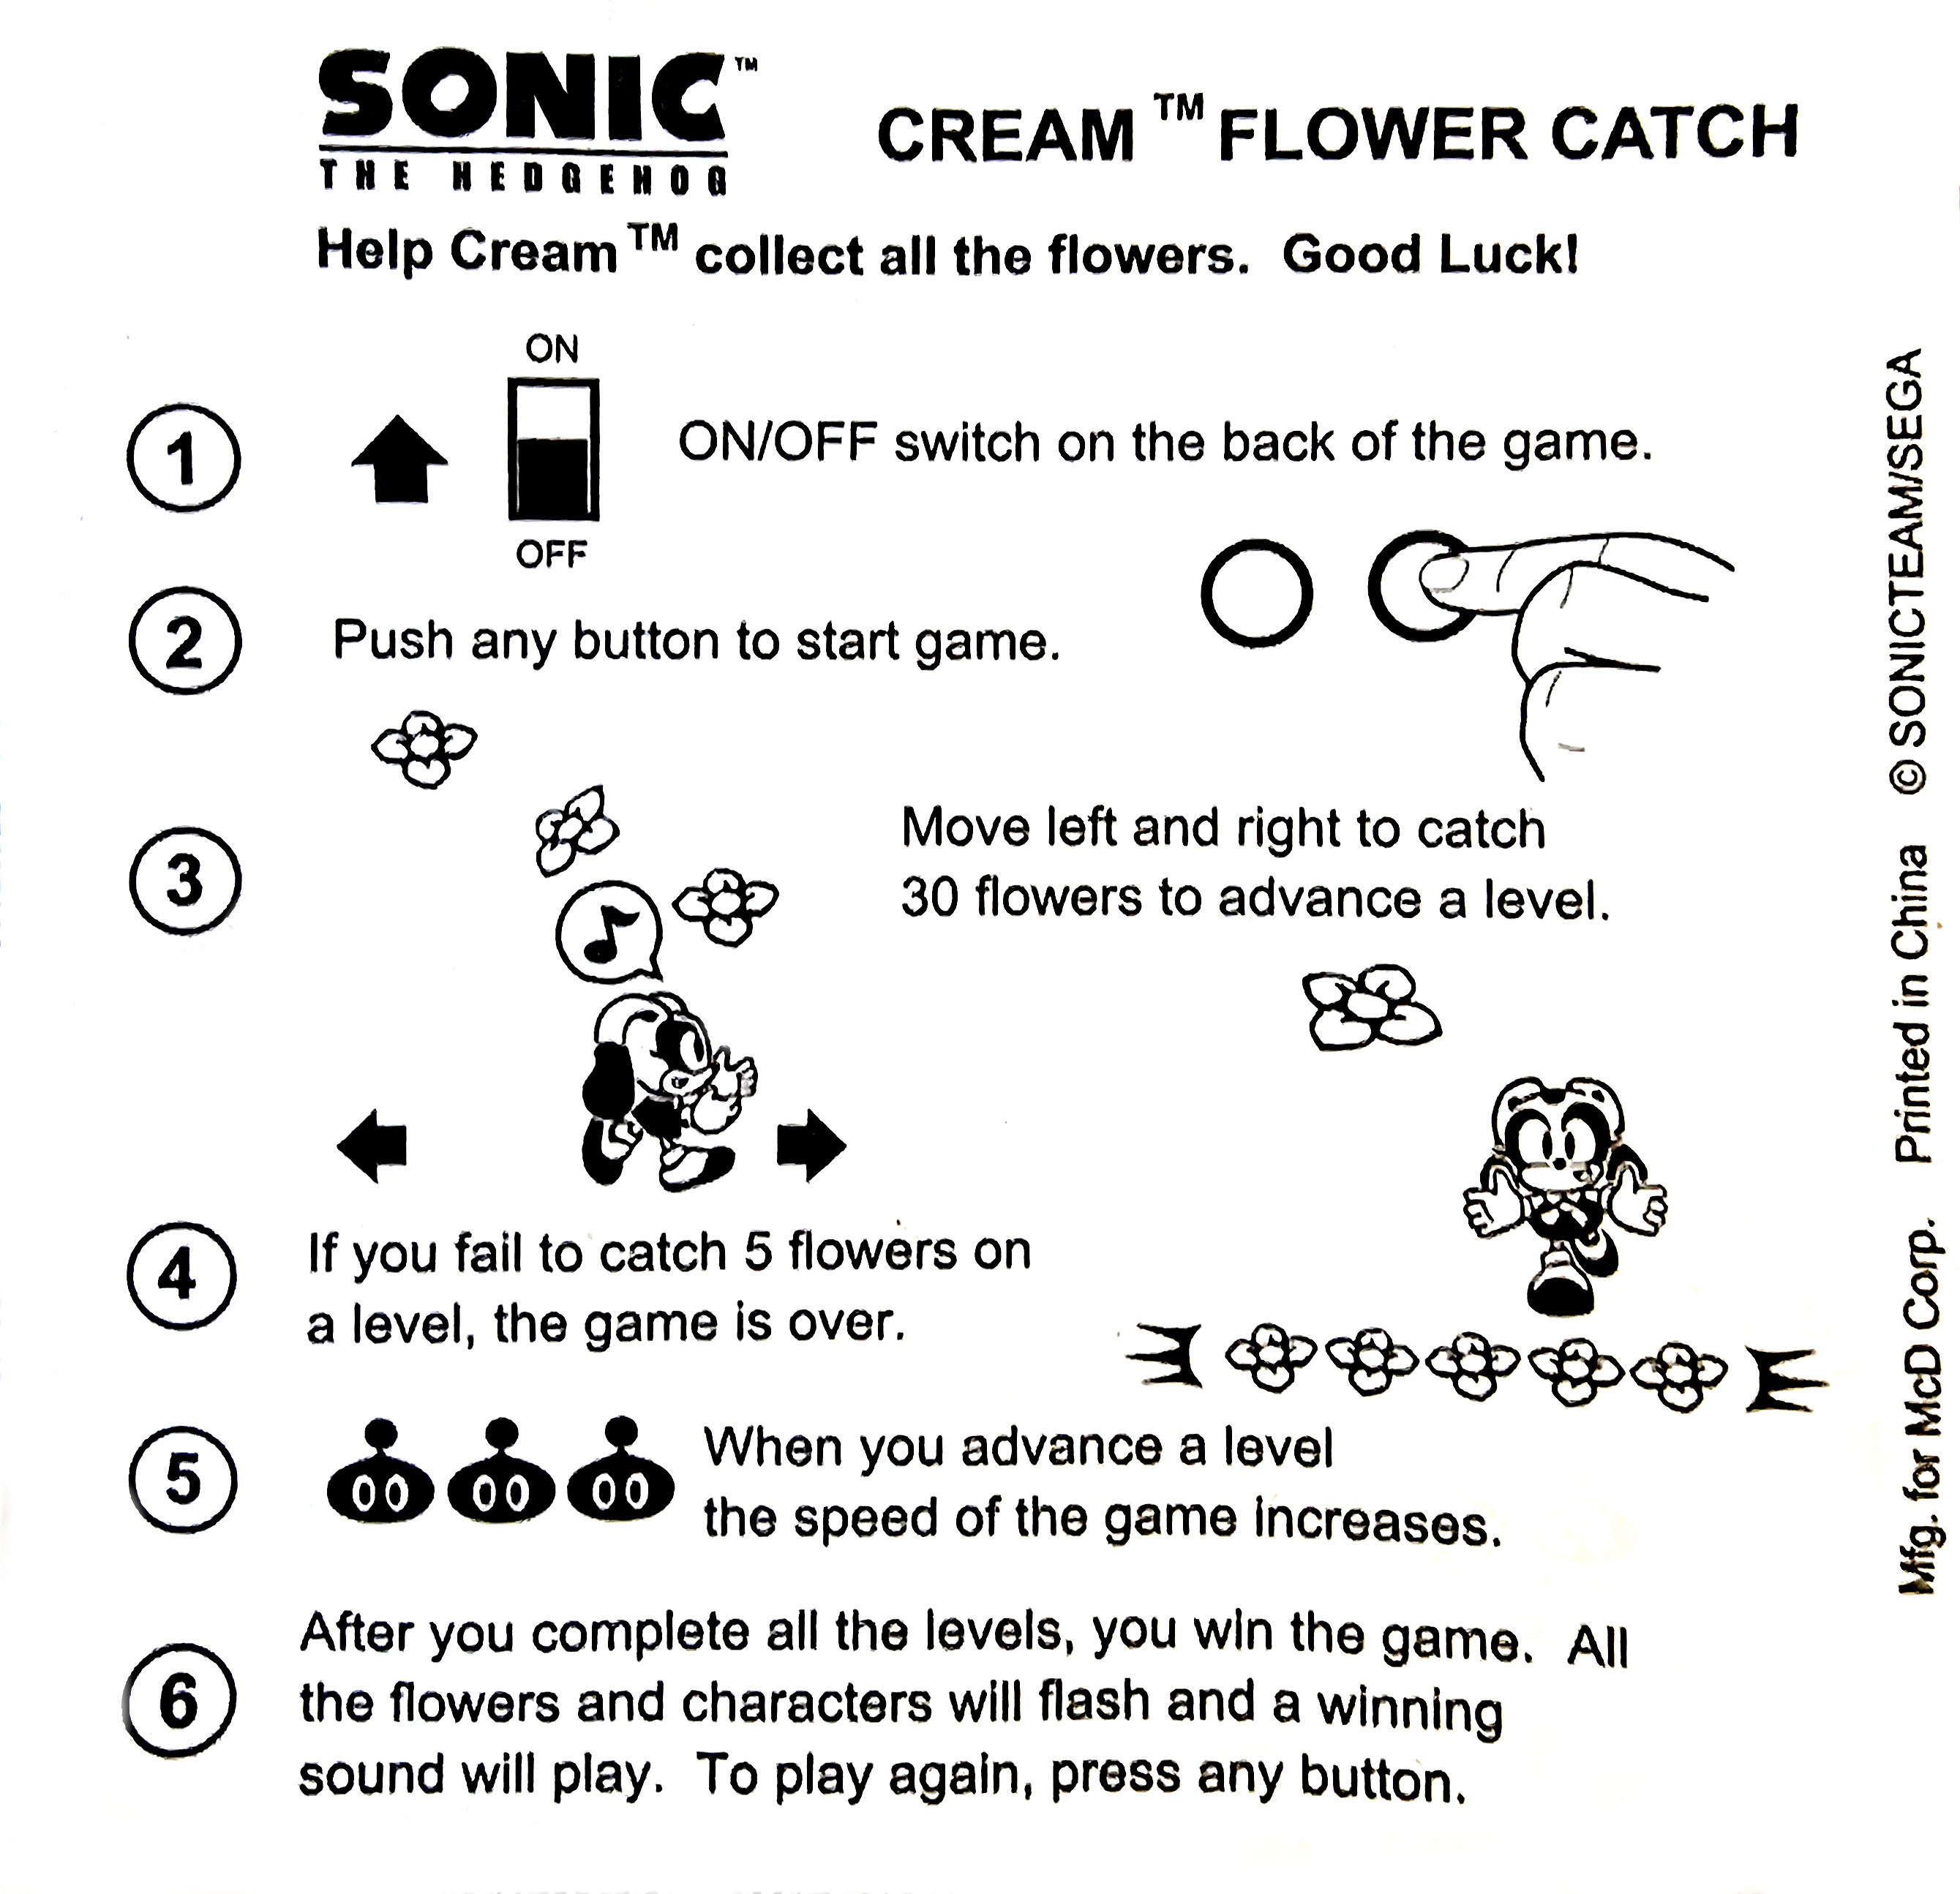 SONIC™
THE HEDGEHOG
CREAM™ FLOWER CATCH
Help Cream™ collect all the flowers.  Good Luck!
1
ON
OFF
ON/OFF switch on the back of the game.
2
Push any button to start game.
3
Move left and right to catch
30 flowers to advance a level.
4
If you fail to catch 5 flowers on
a level, the game is over.
5
When you advance a level
the speed of the game increases.
6
After you complete all the levels, you win the game.  All
the flowers and characters will flash and a winning
sound will play.  To play again, press any button.
Mfg. for McD Corp.   Printed in China   © SONICTEAM/SEGA